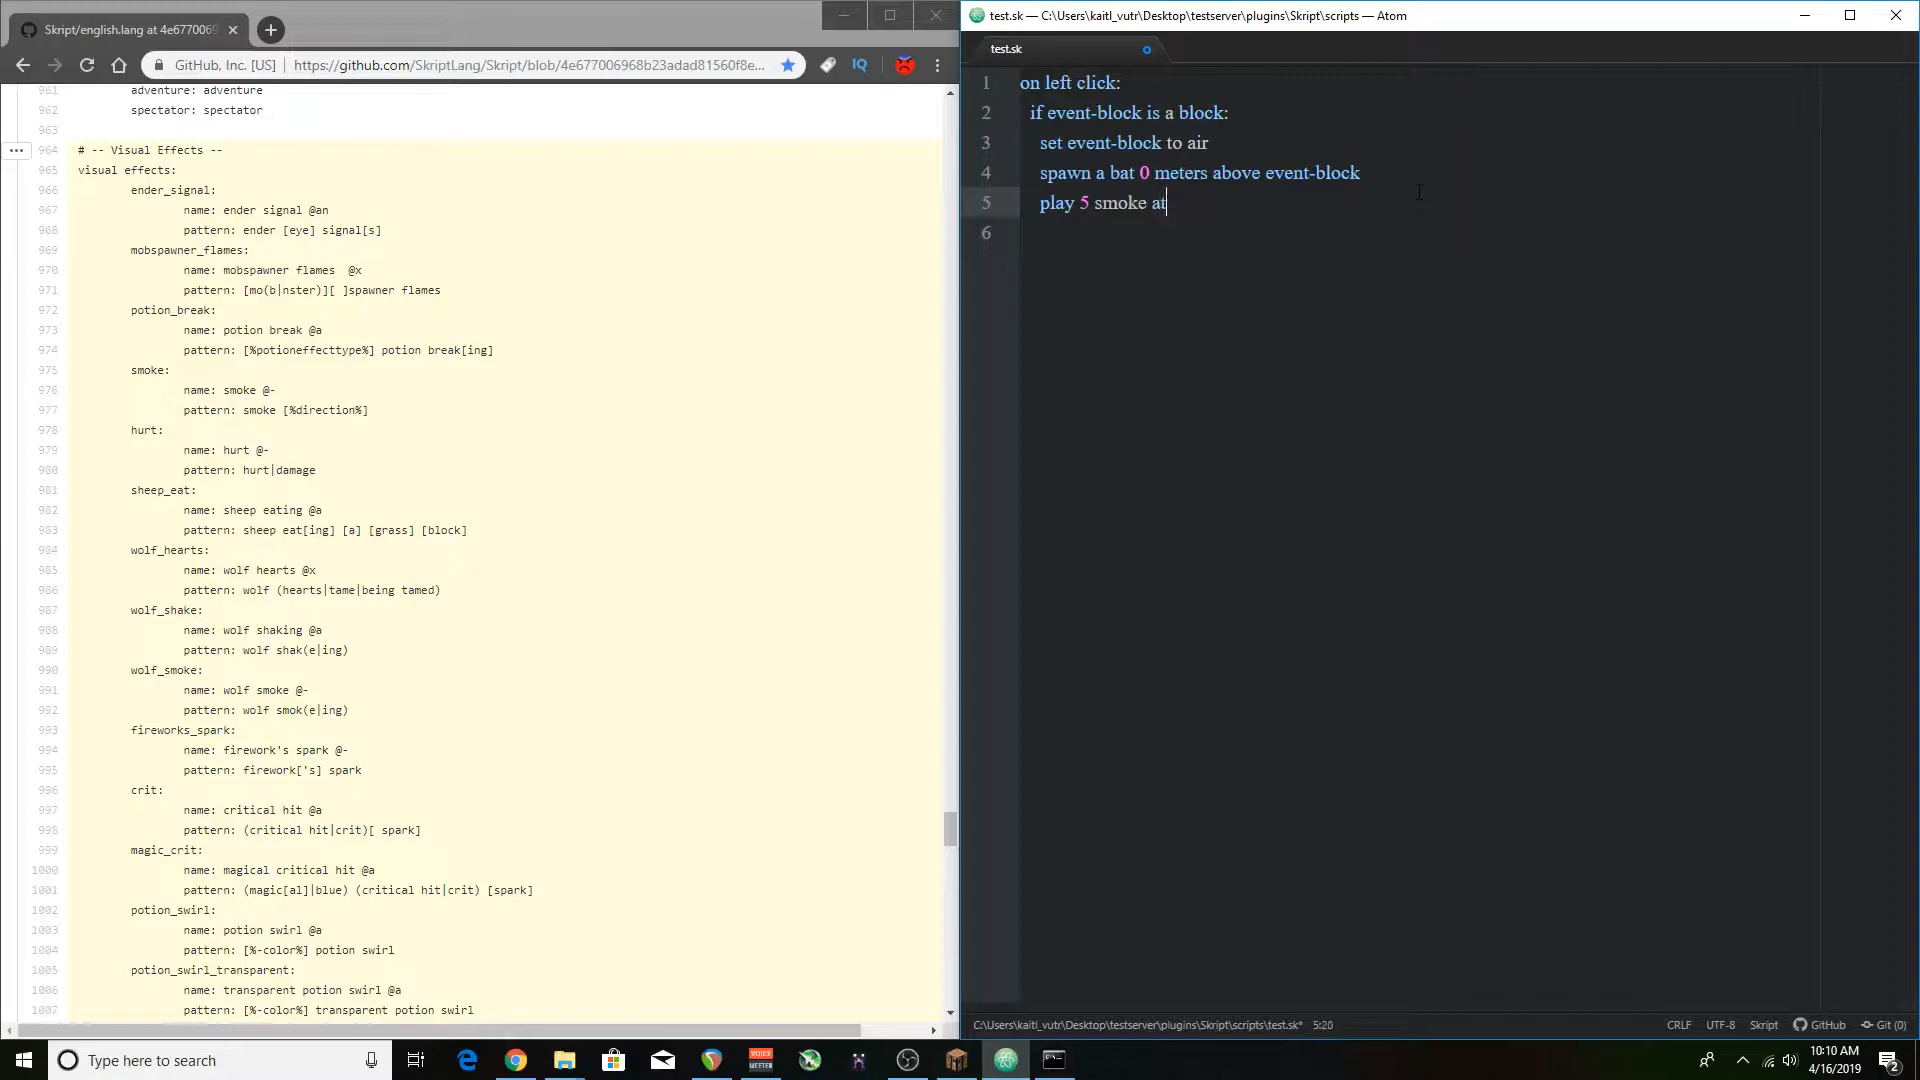 Skript/english.lang at 4e6770069
GitHub, Inc. [US] | https://github.com/SkriptLang/Skript/blob/4e677006968b23adad81560f8e...
IQ
961 adventure: adventure
962 spectator: spectator
963
964 # -- Visual Effects --
965 visual effects:
966 ender_signal:
967 name: ender signal @an
968 pattern: ender [eye] signal[s]
969 mobspawner_flames:
970 name: mobspawner flames @x
971 pattern: [mo(b|nster)][ ]spawner flames
972 potion_break:
973 name: potion break @a
974 pattern: [%potioneffecttype%] potion break[ing]
975 smoke:
976 name: smoke @-
977 pattern: smoke [%direction%]
978 hurt:
979 name: hurt @-
980 pattern: hurt|damage
981 sheep_eat:
982 name: sheep eating @a
983 pattern: sheep eat[ing] [a] [grass] [block]
984 wolf_hearts:
985 name: wolf hearts @x
986 pattern: wolf (hearts|tame|being tamed)
987 wolf_shake:
988 name: wolf shaking @a
989 pattern: wolf shak(e|ing)
990 wolf_smoke:
991 name: wolf smoke @-
992 pattern: wolf smok(e|ing)
993 fireworks_spark:
994 name: firework's spark @-
995 pattern: firework['s] spark
996 crit:
997 name: critical hit @a
998 pattern: (critical hit|crit)[ spark]
999 magic_crit:
1000 name: magical critical hit @a
1001 pattern: (magic[al]|blue) (critical hit|crit) [spark]
1002 potion_swirl:
1003 name: potion swirl @a
1004 pattern: [%-color%] potion swirl
1005 potion_swirl_transparent:
1006 name: transparent potion swirl @a
1007 pattern: [%-color%] transparent potion swirl
test.sk — C:\Users\kaitl_vutr\Desktop\testserver\plugins\Skript\scripts — Atom
test.sk
1 on left click:
2 if event-block is a block:
3 set event-block to air
4 spawn a bat 0 meters above event-block
5 play 5 smoke at
6
C:\Users\kaitl_vutr\Desktop\testserver\plugins\Skript\scripts\test.sk* 5:20
CRLF UTF-8 Skript GitHub Git (0)
Type here to search
VOICE
MEETER
10:10 AM
4/16/2019
2